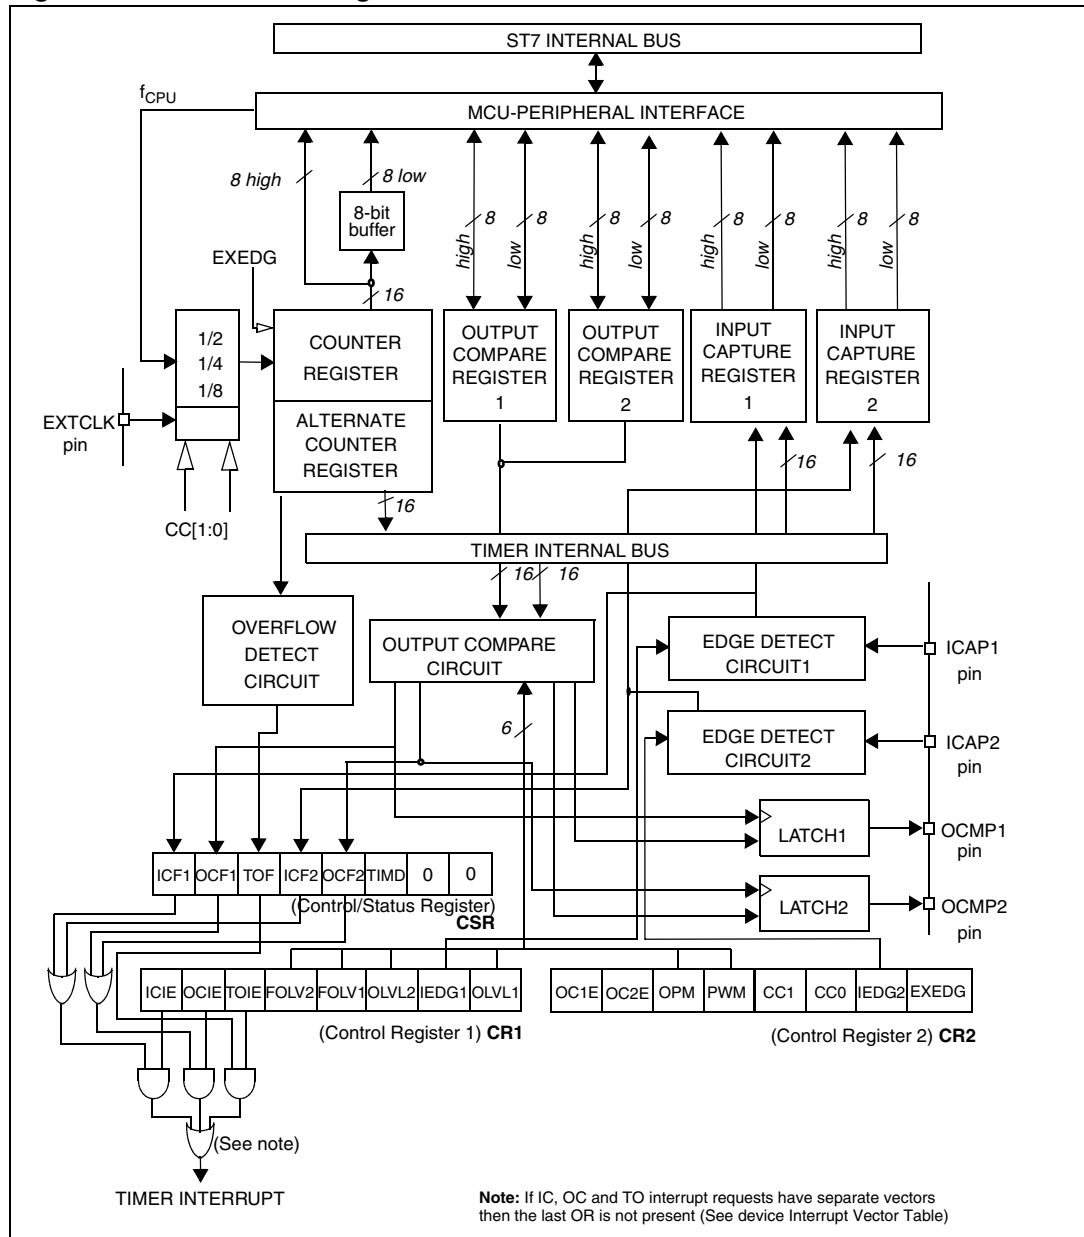 ST7 INTERNAL BUS
fCPU
MCU-PERIPHERAL INTERFACE
8 high
8 low
8-bit
buffer
8
8
8
8
8
8
8
8
high
low
high
low
high
low
high
low
EXEDG
16
1/2
1/4
1/8
COUNTER
REGISTER
OUTPUT
COMPARE
REGISTER
1
OUTPUT
COMPARE
REGISTER
2
INPUT
CAPTURE
REGISTER
1
INPUT
CAPTURE
REGISTER
2
EXTCLK
pin
ALTERNATE
COUNTER
REGISTER
16
16
16
CC[1:0]
TIMER INTERNAL BUS
16
16
OVERFLOW
DETECT
CIRCUIT
OUTPUT COMPARE
CIRCUIT
EDGE DETECT
CIRCUIT1
ICAP1
pin
6
EDGE DETECT
CIRCUIT2
ICAP2
pin
LATCH1
OCMP1
pin
ICF1 OCF1 TOF ICF2 OCF2 TIMD 0 0
(Control/Status Register)
CSR
LATCH2
OCMP2
pin
ICIE OCIE TOIE FOLV2 FOLV1 OLVL2 IEDG1 OLVL1
OC1E OC2E OPM PWM CC1 CC0 IEDG2 EXEDG
(Control Register 1) CR1
(Control Register 2) CR2
(See note)
TIMER INTERRUPT
Note: If IC, OC and TO interrupt requests have separate vectors
then the last OR is not present (See device Interrupt Vector Table)